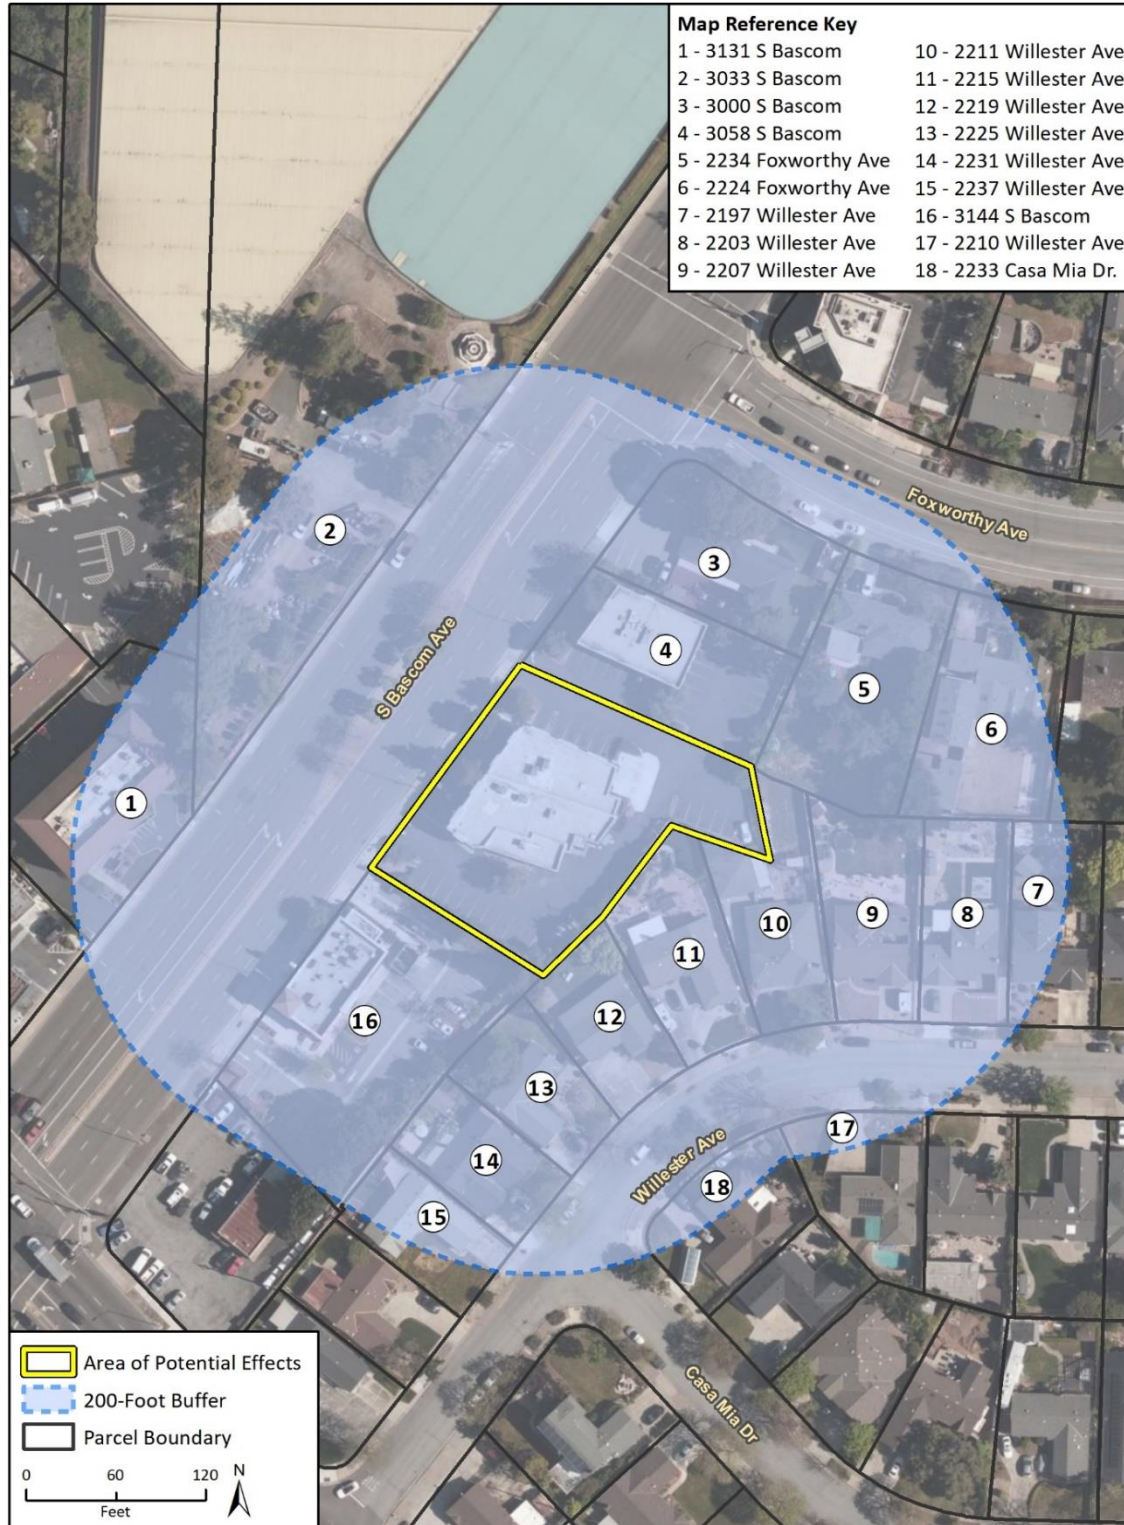 Map Reference Key
1 - 3131 S Bascom
2 - 3033 S Bascom
3 - 3000 S Bascom
4 - 3058 S Bascom
5 - 2234 Foxworthy Ave
6 - 2224 Foxworthy Ave
7 - 2197 Willester Ave
8 - 2203 Willester Ave
9 - 2207 Willester Ave
10 - 2211 Willester Ave
11 - 2215 Willester Ave
12 - 2219 Willester Ave
13 - 2225 Willester Ave
14 - 2231 Willester Ave
15 - 2237 Willester Ave
16 - 3144 S Bascom
17 - 2210 Willester Ave
18 - 2233 Casa Mia Dr.
Foxworthy Ave
2
3
S Bascom Ave
4
5
6
1
7
10
9
8
11
16
12
13
17
Willester Ave
14
18
15
Casa Mia Dr
Area of Potential Effects
200-Foot Buffer
Parcel Boundary
0 60 120 N
Feet